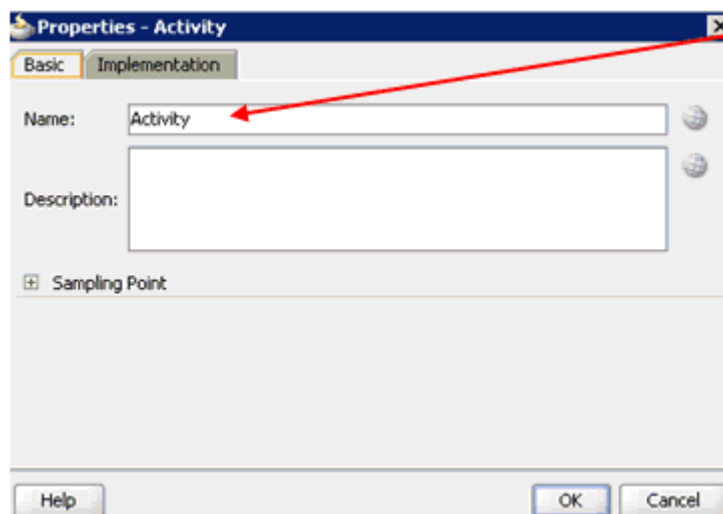 Properties - Activity
Basic Implementation
Name: Activity
Description:
Sampling Point
Help OK Cancel